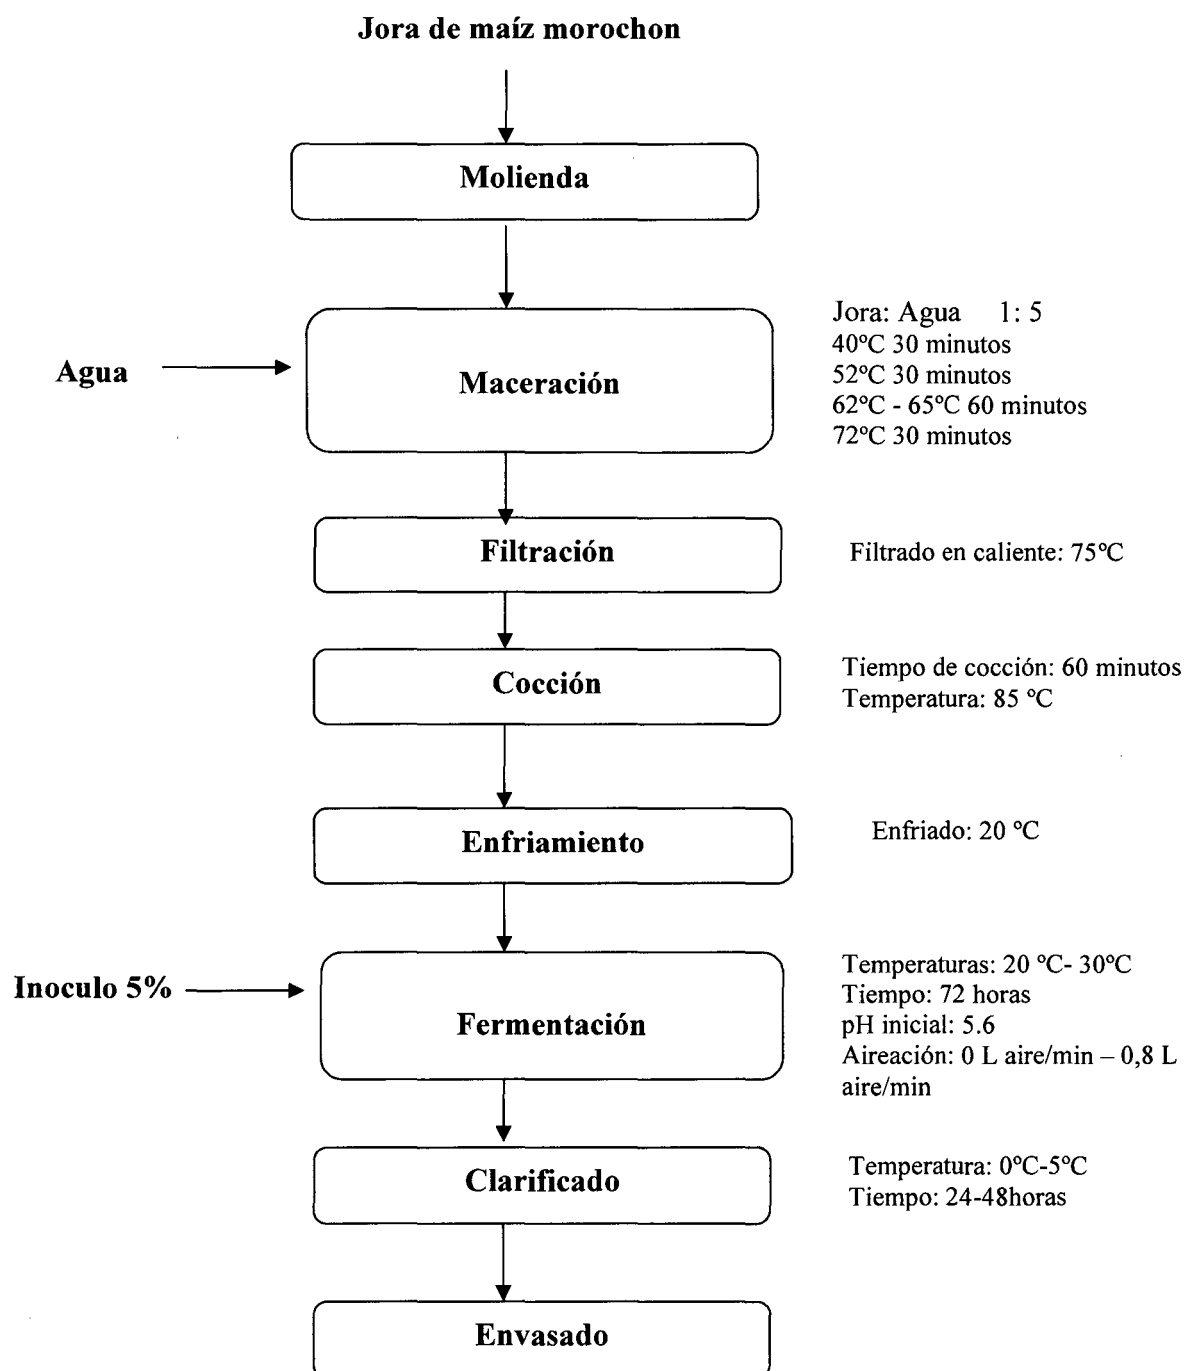 Jora de maíz morochon
Molienda
Agua
Maceración
Jora: Agua 1: 5
40ºC 30 minutos
52ºC 30 minutos
62ºC - 65ºC 60 minutos
72ºC 30 minutos
Filtración
Filtrado en caliente: 75ºC
Cocción
Tiempo de cocción: 60 minutos
Temperatura: 85 ºC
Enfriamiento
Enfriado: 20 ºC
Inoculo 5%
Fermentación
Temperaturas: 20 ºC- 30ºC
Tiempo: 72 horas
pH inicial: 5.6
Aireación: 0 L aire/min – 0,8 L
aire/min
Clarificado
Temperatura: 0ºC-5ºC
Tiempo: 24-48horas
Envasado